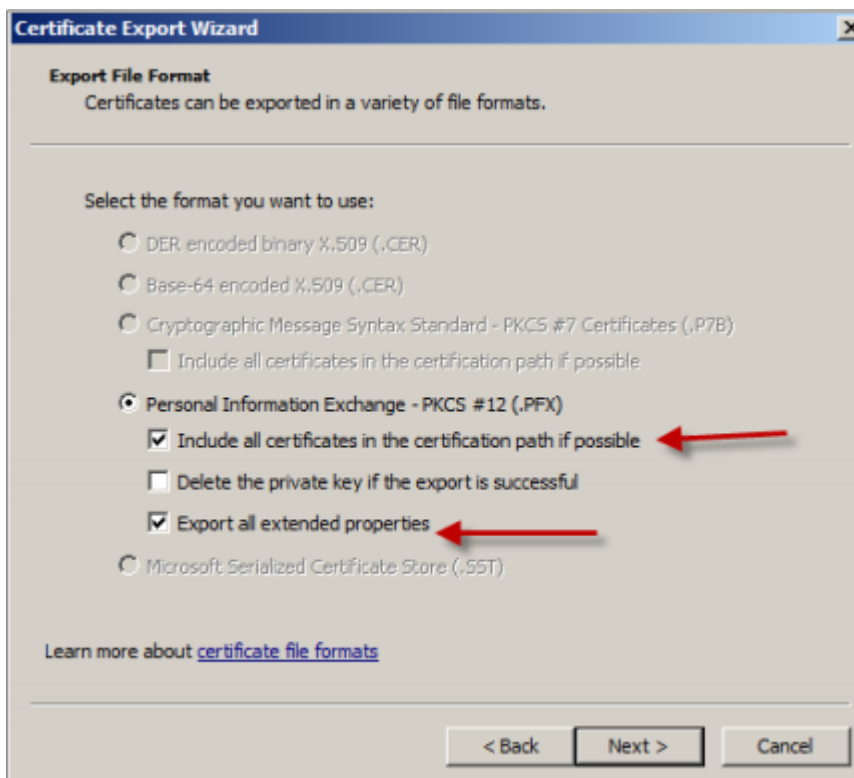 Certificate Export Wizard
Export File Format
Certificates can be exported in a variety of file formats.
Select the format you want to use:
DER encoded binary X.509 (.CER)
Base-64 encoded X.509 (.CER)
Cryptographic Message Syntax Standard - PKCS #7 Certificates (.P7B)
Include all certificates in the certification path if possible
Personal Information Exchange - PKCS #12 (.PFX)
Include all certificates in the certification path if possible
Delete the private key if the export is successful
Export all extended properties
Microsoft Serialized Certificate Store (.SST)
Learn more about certificate file formats
< Back Next > Cancel